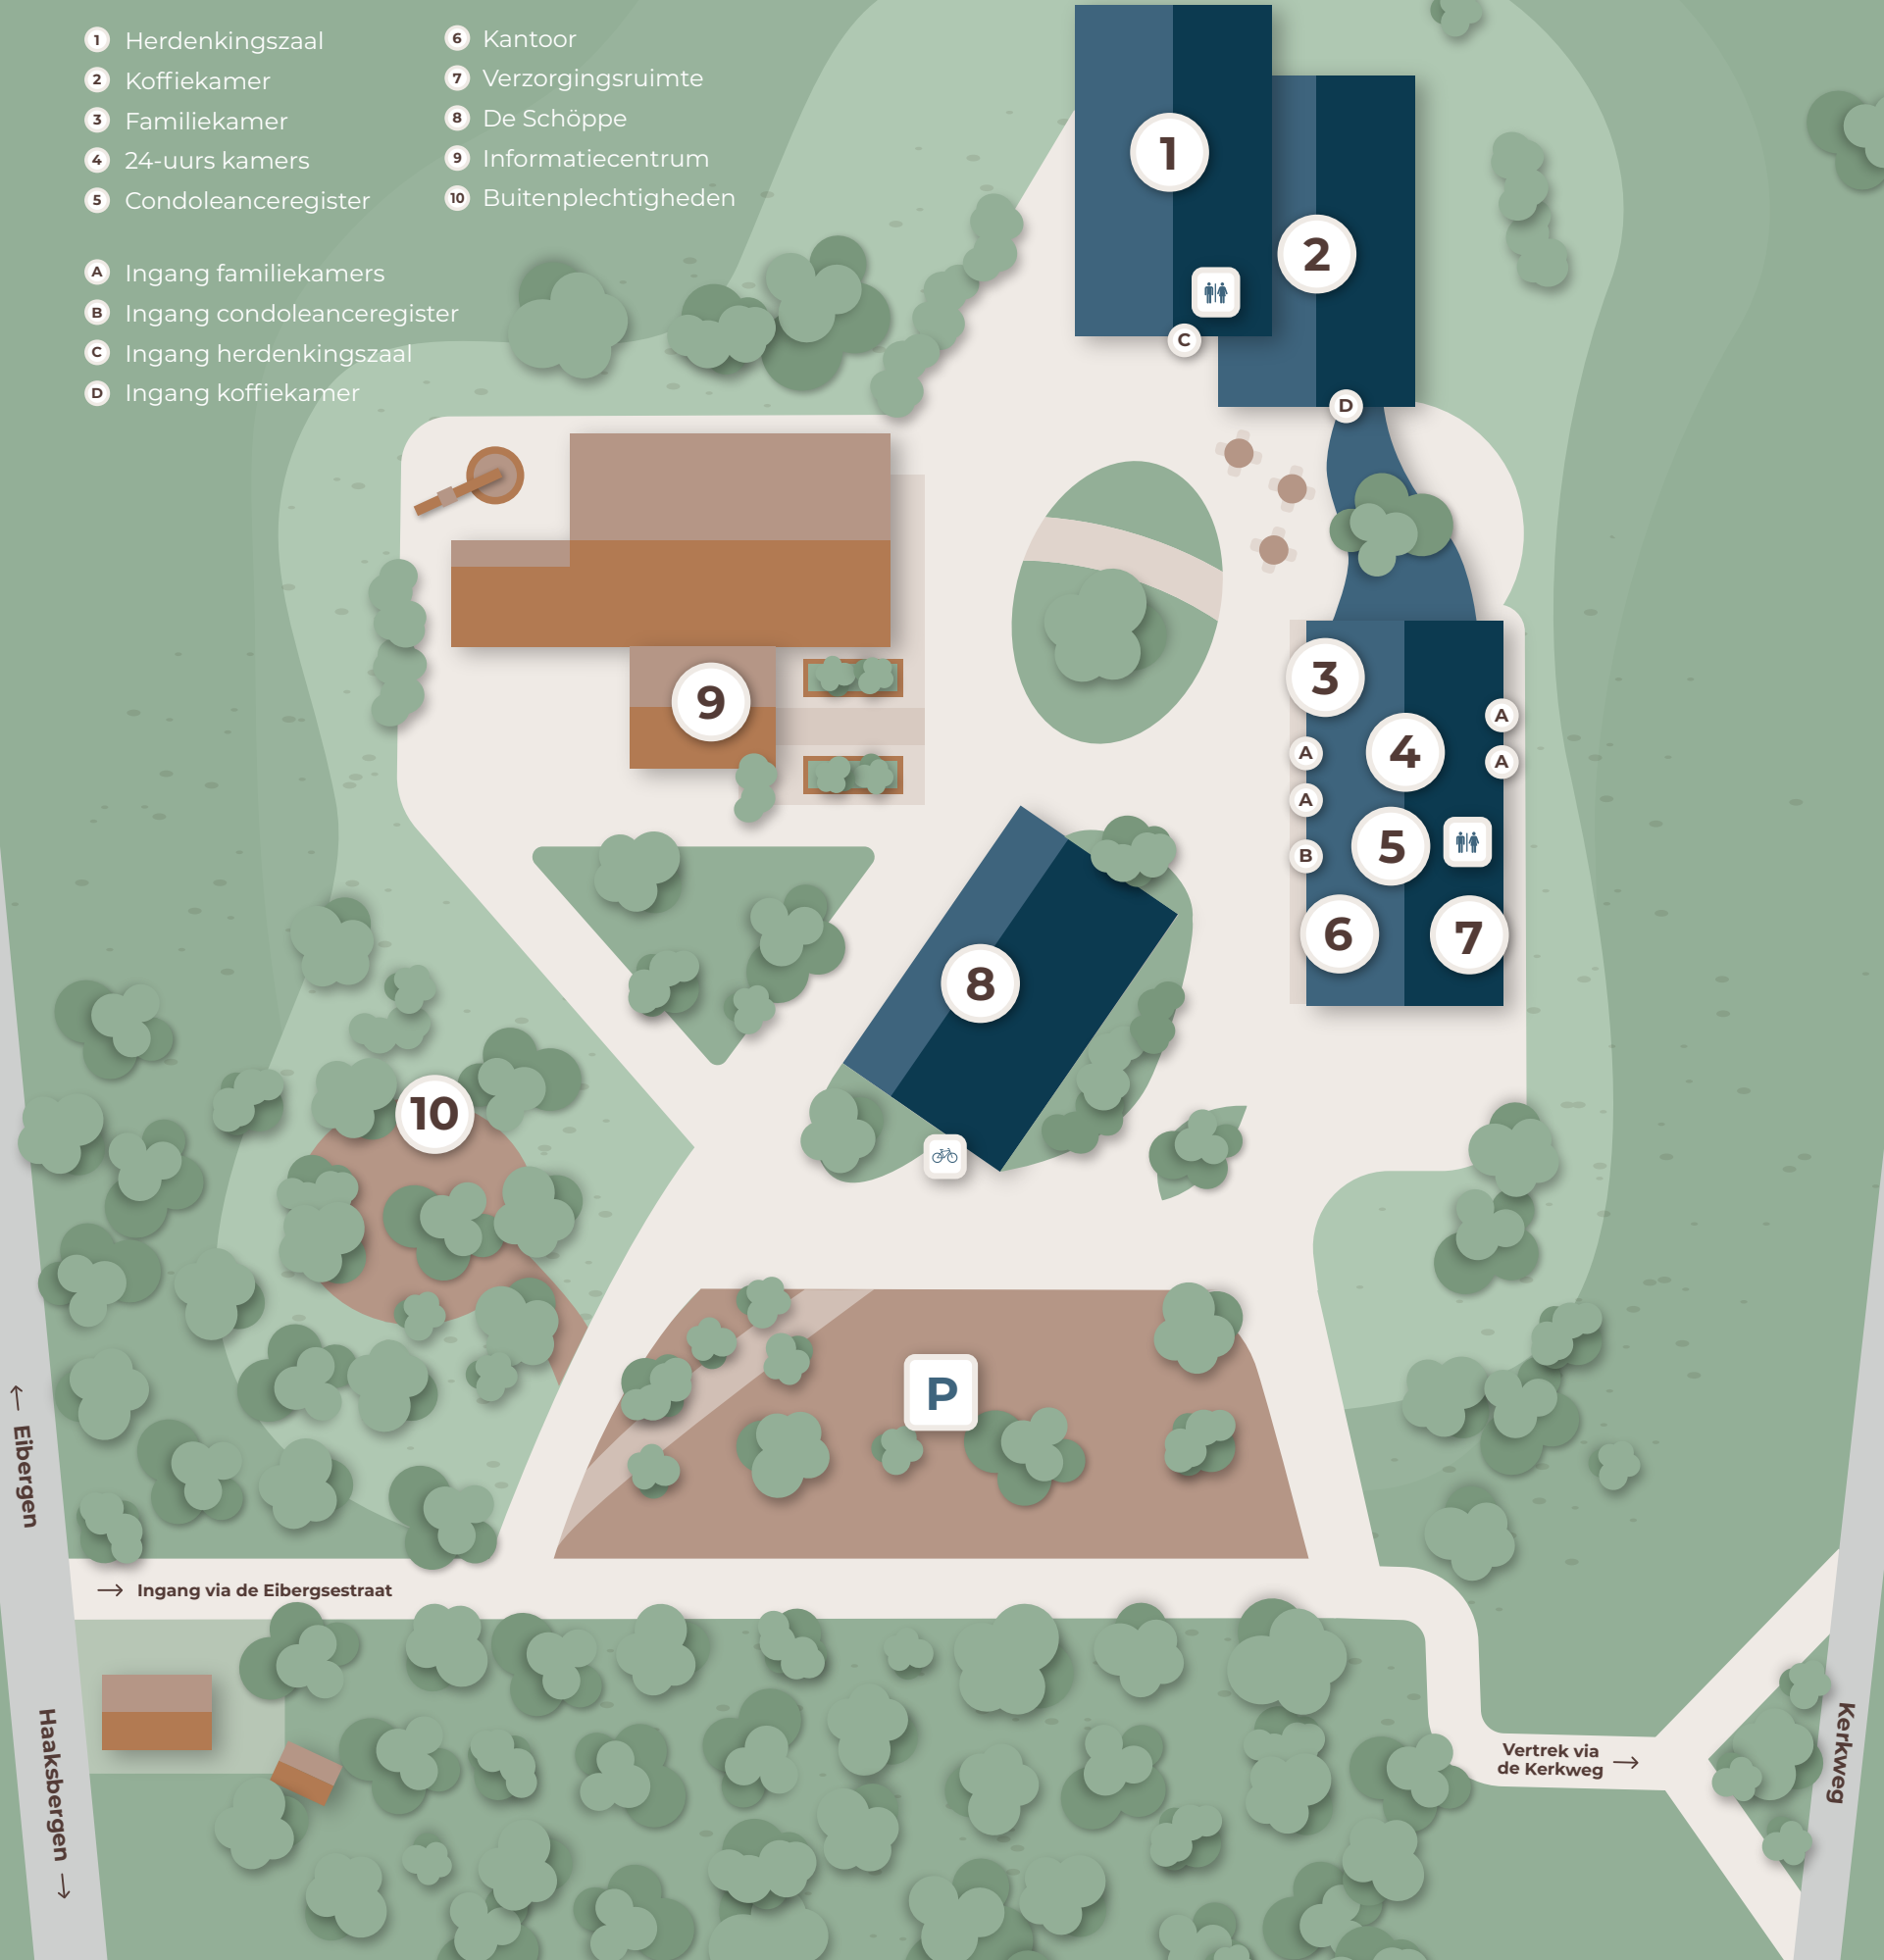 1 Herdenkingszaal
2 Koffiekamer
3 Familiekamer
4 24-uurs kamers
5 Condoleanceregister
6 Kantoor
7 Verzorgingsruimte
8 De Schöppe
9 Informatiecentrum
10 Buitenplechtigheden
A Ingang familiekamers
B Ingang condoleanceregister
C Ingang herdenkingszaal
D Ingang koffiekamer
1
2
C
D
3
9
A
4
A
A
A
5
B
6
7
8
10
P
← Eibergen
→ Ingang via de Eibergsestraat
Haaksbergen →
Vertrek via
de Kerkweg →
Kerkweg